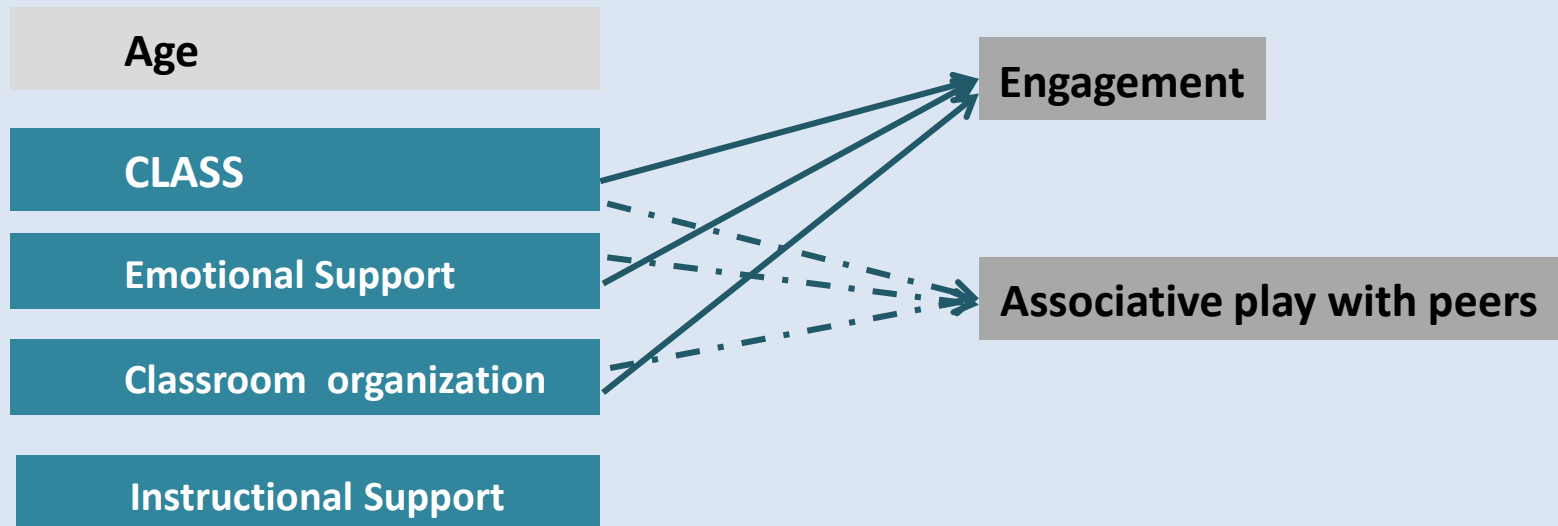 Age
CLASS
Emotional Support
Classroom organization
Instructional Support
Engagement
Associative play with peers